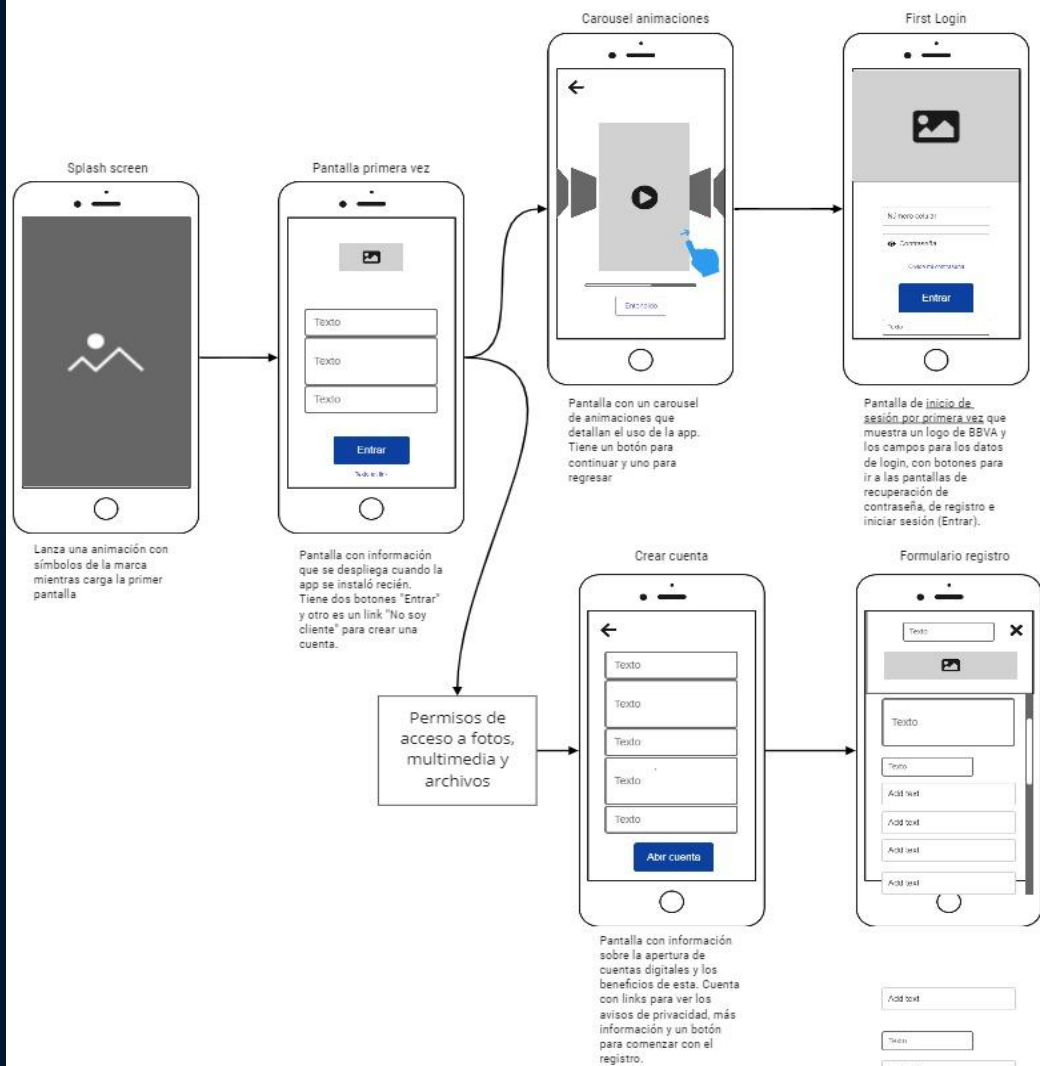 Carousel animaciones
First Login
Splash screen
Pantalla primera vez
Texto
Texto
Texto
Entrar
Lanza una animación con
símbolos de la marca
mientras carga la primer
pantalla
Pantalla con información
que se despliega cuando la
app se instaló recién.
Tiene dos botones "Entrar"
y otro es un link "No soy
cliente" para crear una
cuenta.
Entendido
Pantalla con un carousel
de animaciones que
detallan el uso de la app.
Tiene un botón para
continuar y uno para
regresar
Número celular
Contraseña
Entrar
Texto
Pantalla de inicio de
sesión por primera vez que
muestra un logo de BBVA y
los campos para los datos
de login, con botones para
ir a las pantallas de
recuperación de
contraseña, de registro e
iniciar sesión (Entrar).
Permisos de
acceso a fotos,
multimedia y
archivos
Crear cuenta
Texto
Texto
Texto
Texto
Texto
Abir cuenta
Pantalla con información
sobre la apertura de
cuentas digitales y los
beneficios de esta. Cuenta
con links para ver los
avisos de privacidad, más
información y un botón
para comenzar con el
registro.
Formulario registro
Texto
Texto
Texto
Add text
Add text
Add text
Add text
Add text
Texto